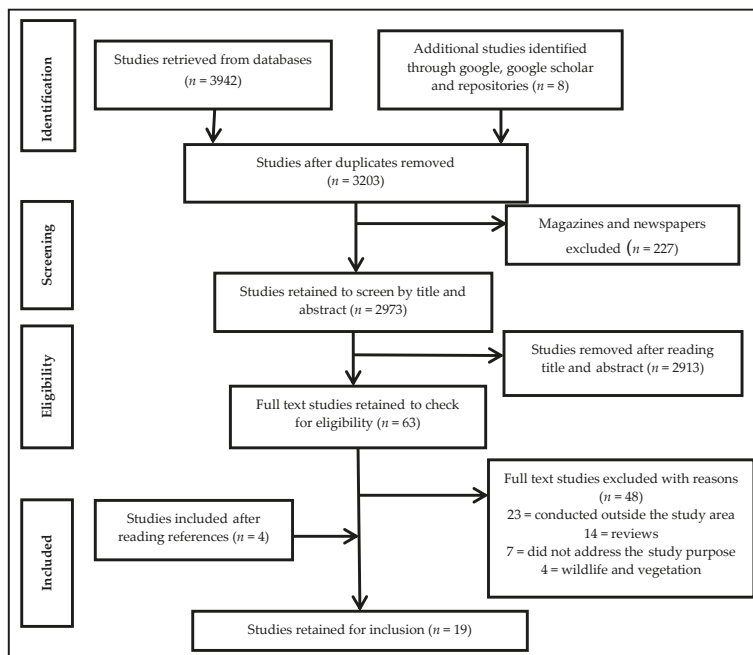 Identification
Studies retrieved from databases
(n = 3942)
Additional studies identified
through google, google scholar
and repositories (n = 8)
Studies after duplicates removed
(n = 3203)
Screening
Magazines and newspapers
excluded (n = 227)
Studies retained to screen by title and
abstract (n = 2973)
Eligibility
Studies removed after reading
title and abstract (n = 2913)
Full text studies retained to check
for eligibility (n = 63)
Included
Studies included after
reading references (n = 4)
Full text studies excluded with reasons
(n = 48)
23 = conducted outside the study area
14 = reviews
7 = did not address the study purpose
4 = wildlife and vegetation
Studies retained for inclusion (n = 19)